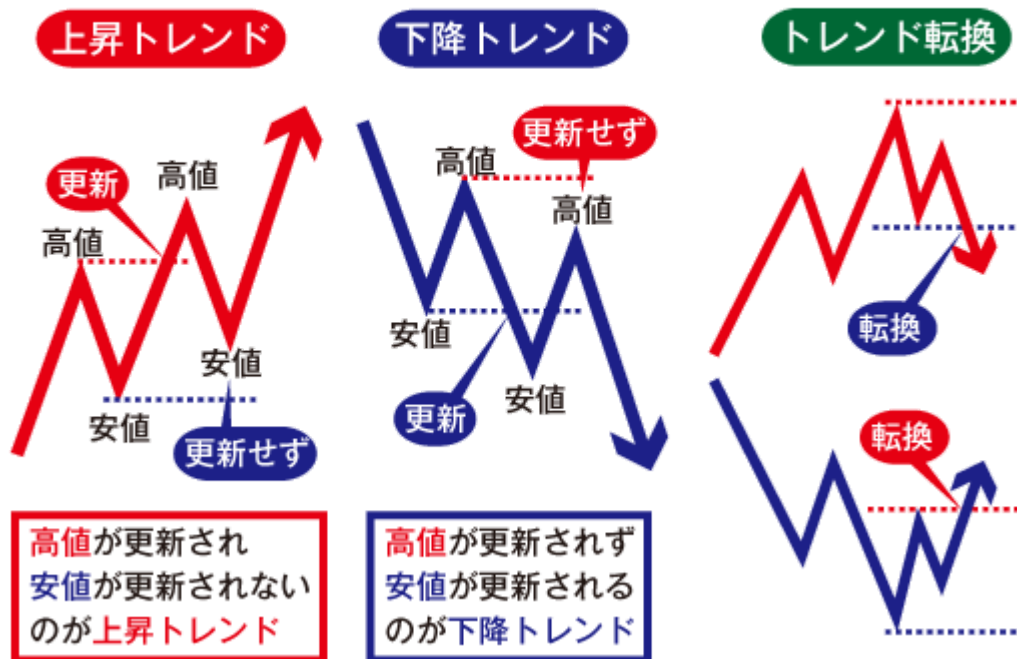 上昇トレンド
高値
更新
高値
安値
安値
更新せず
高値が更新され
安値が更新されない
のが上昇トレンド
下降トレンド
高値
更新せず
高値
安値
安値
更新
高値が更新されず
安値が更新される
のが下降トレンド
トレンド転換
転換
転換